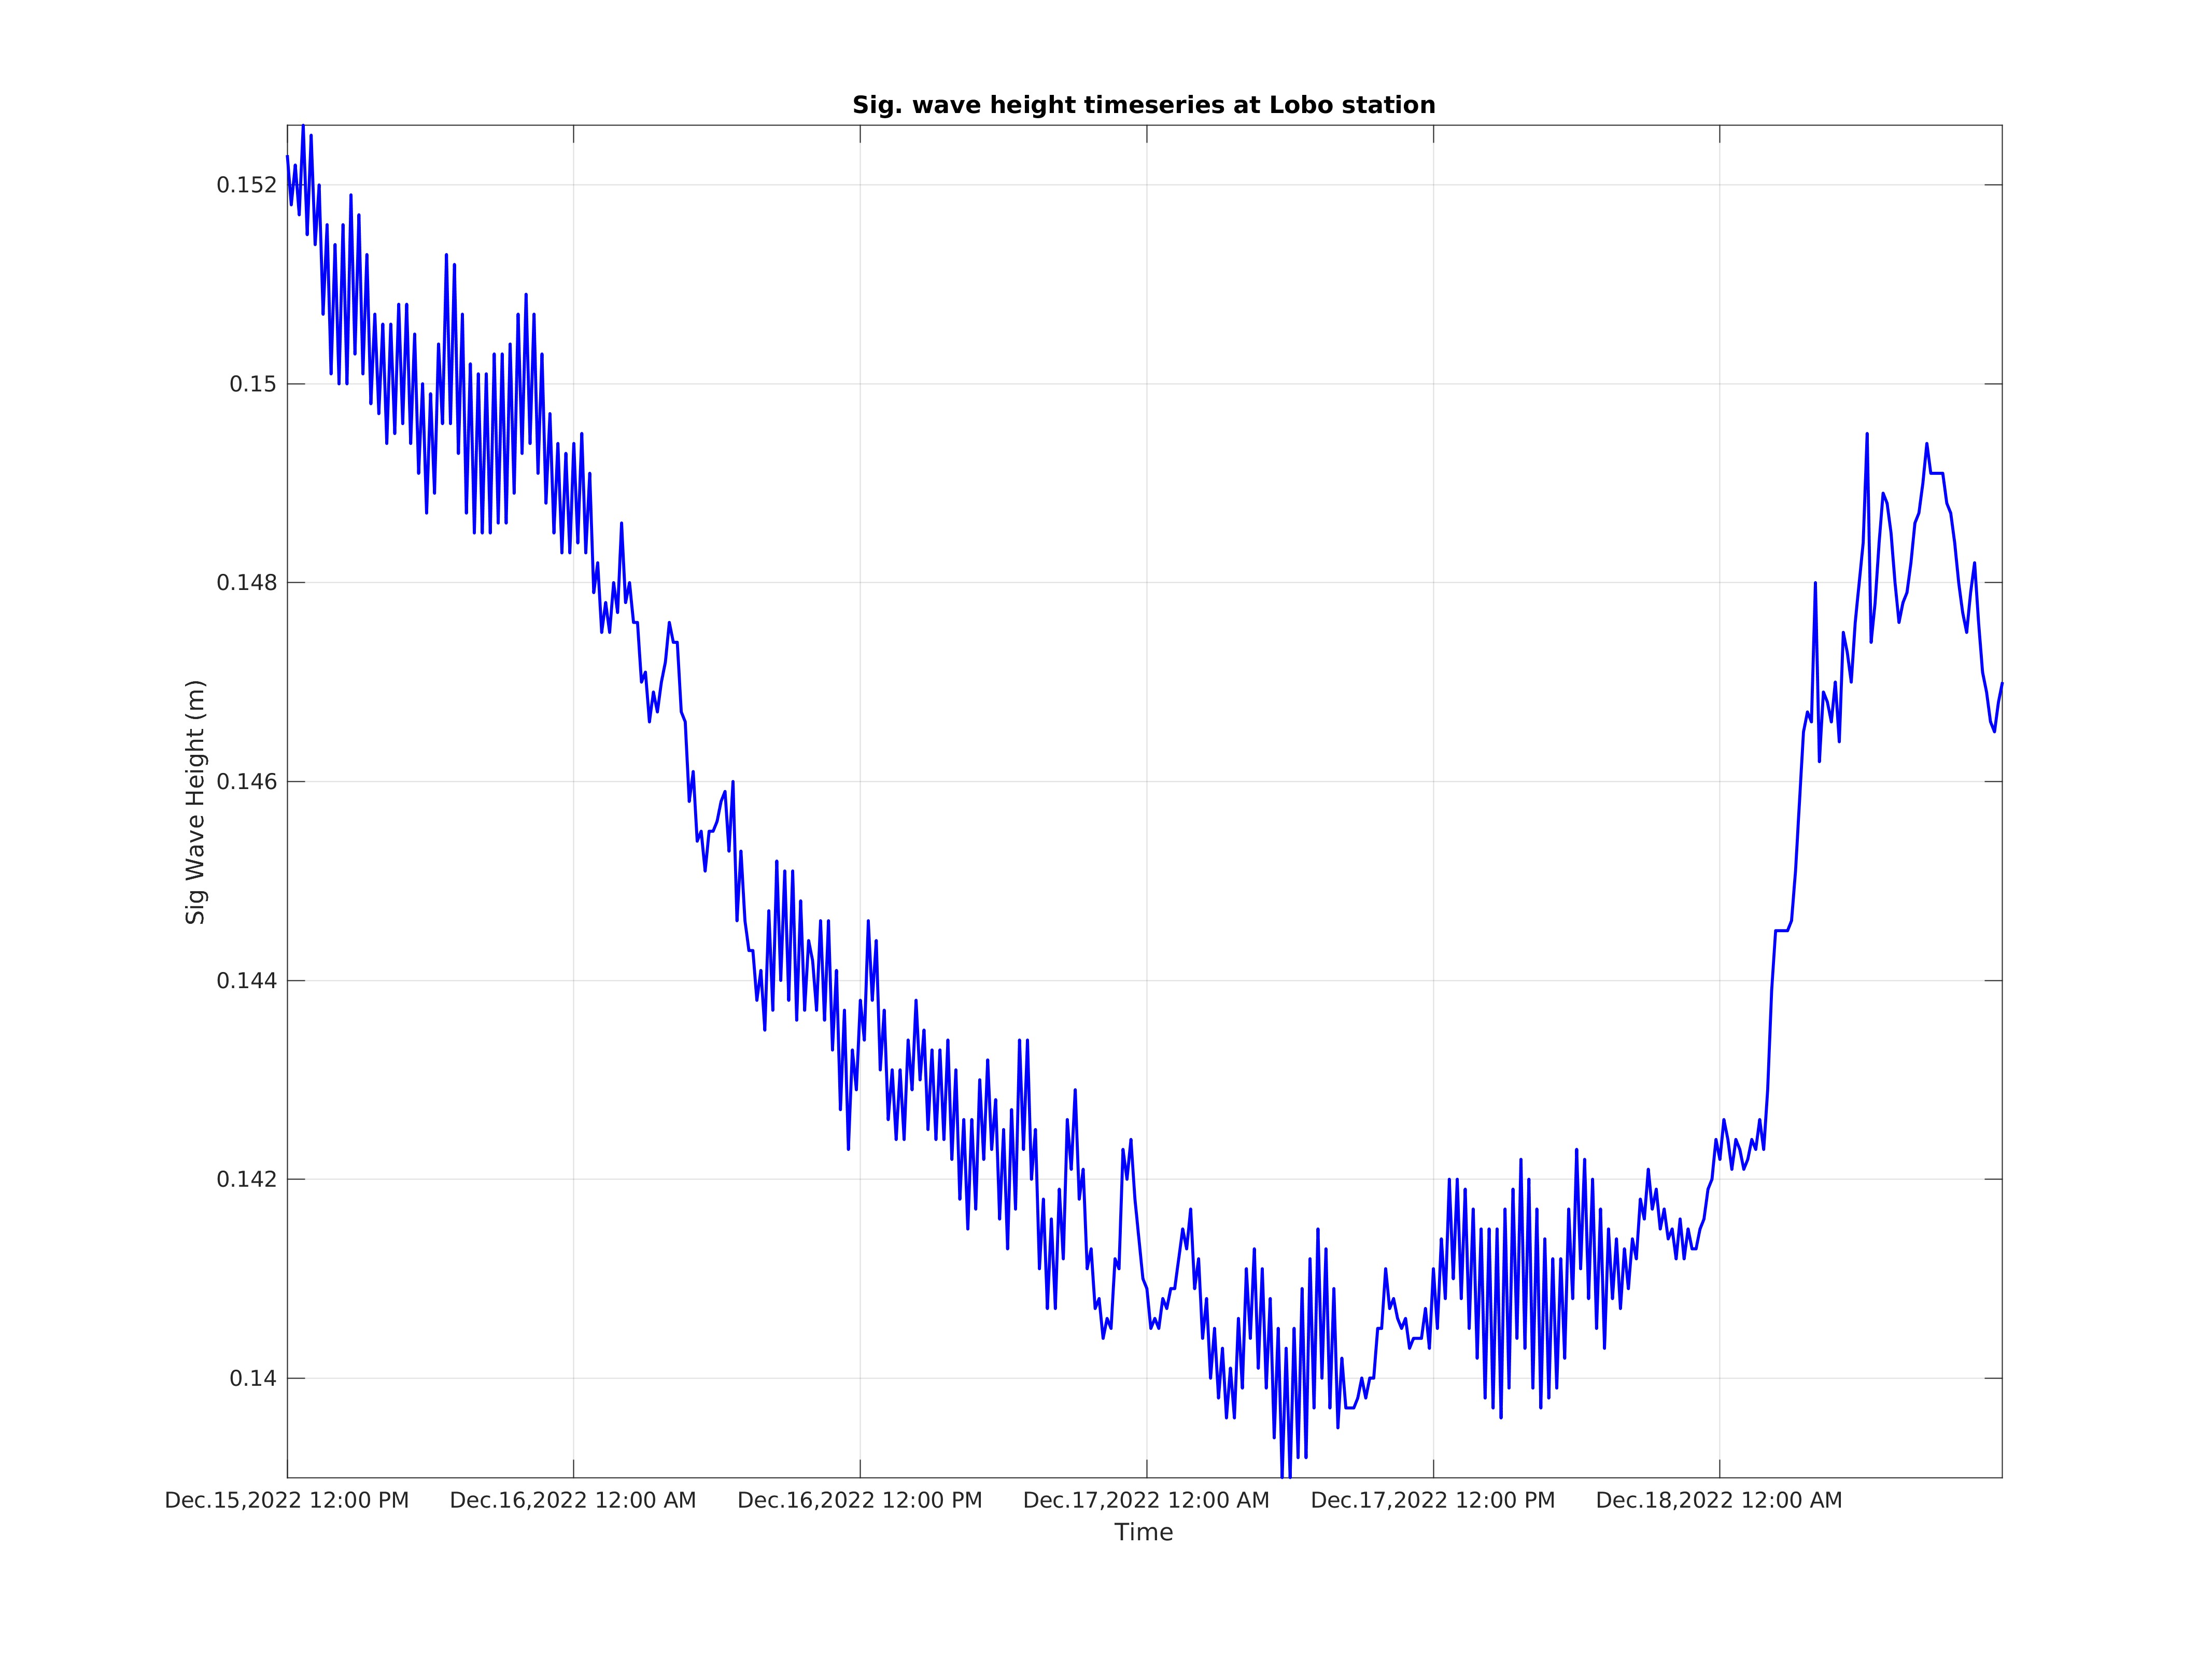 Sig. wave height timeseries at Lobo station
0.152
0.15
0.148
0.146
0.144
0.142
0.14
Sig Wave Height (m)
Dec.15,2022 12:00 PM Dec.16,2022 12:00 AM Dec.16,2022 12:00 PM Dec.17,2022 12:00 AM Dec.17,2022 12:00 PM Dec.18,2022 12:00 AM
Time